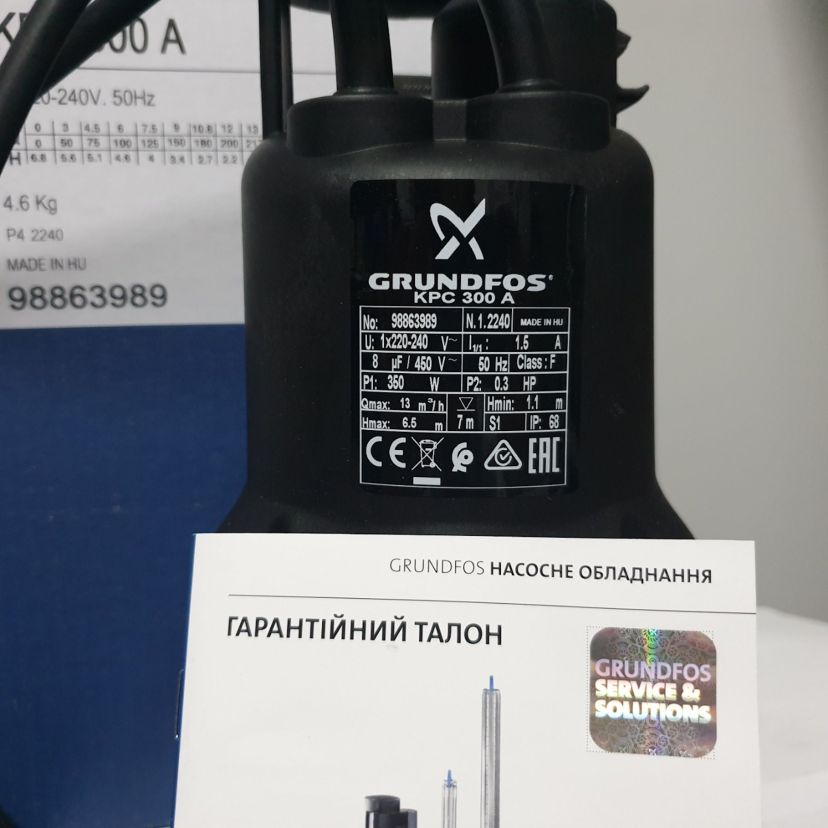 300 A
20-240V. 50Hz
0 3 4.5 6 7.5 9 10.8 12 13
0 50 75 100 125 150 180 200
H 6.8 5.6 5.1 4.6 4 3.4 2.7 2.2
4.6 Kg
P4 2240
MADE IN HU
98863989
GRUNDFOS
KPC 300 A
No: 98863989 N.1.2240 MADE IN HU
U: 1x220-240 V~ I1/1: 1.5 A
8 µF / 450 V~ 50 Hz Class: F
P1: 350 W P2: 0.3 HP
Qmax: 13 m³/h Hmin: 1.1 m
Hmax: 6.5 m 7 m S1 IP: 68
CE EAC
GRUNDFOS НАСОСНЕ ОБЛАДНАННЯ
ГАРАНТІЙНИЙ ТАЛОН
GRUNDFOS
SERVICE &
SOLUTIONS